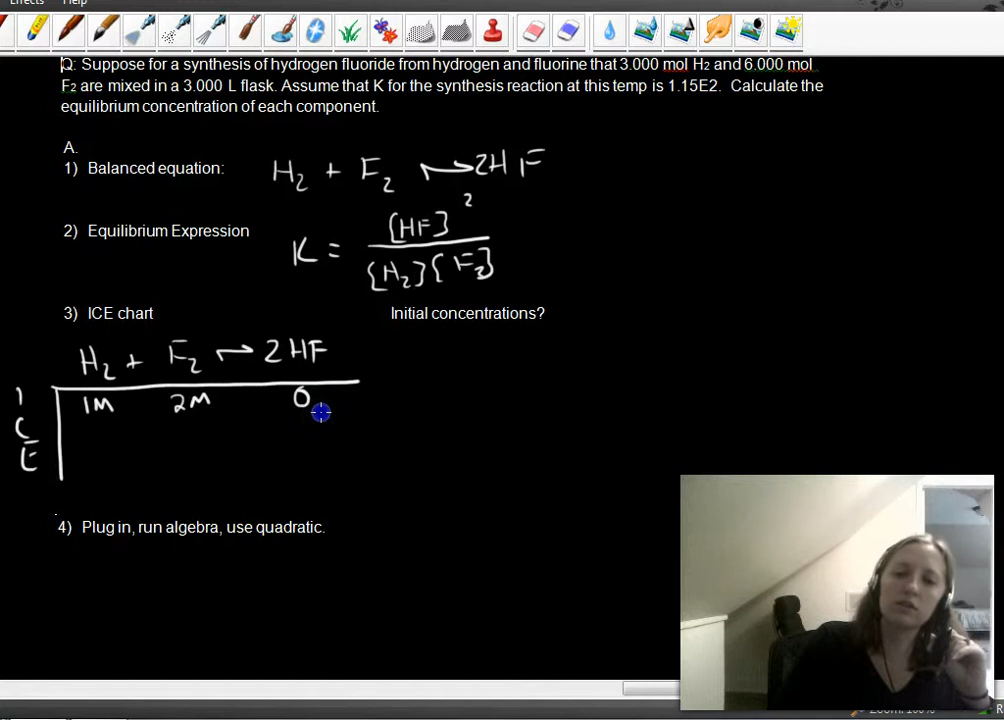 Effects Help
Q: Suppose for a synthesis of hydrogen fluoride from hydrogen and fluorine that 3.000 mol H2 and 6.000 mol
F2 are mixed in a 3.000 L flask. Assume that K for the synthesis reaction at this temp is 1.15E2. Calculate the
equilibrium concentration of each component.
A.
1) Balanced equation: H₂ + F₂ ⇌ 2HF
2) Equilibrium Expression K = [HF]² / [H₂][F₂]
3) ICE chart Initial concentrations?
H₂ + F₂ ⇌ 2HF
I 1M 2M 0
C
E
4) Plug in, run algebra, use quadratic.
Zoom: 100%